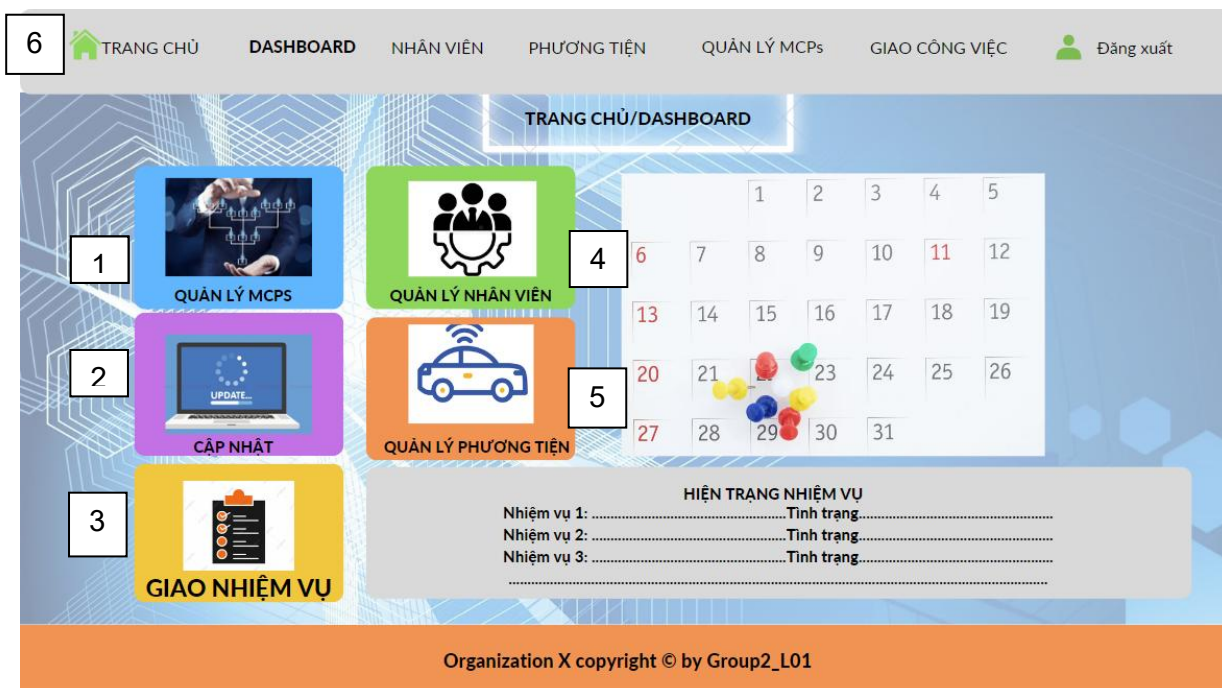 6 TRANG CHỦ DASHBOARD NHÂN VIÊN PHƯƠNG TIỆN QUẢN LÝ MCPs GIAO CÔNG VIỆC Đăng xuất
TRANG CHỦ/DASHBOARD
1
QUẢN LÝ MCPS
QUẢN LÝ NHÂN VIÊN
4
2
UPDATE...
CẬP NHẬT
QUẢN LÝ PHƯƠNG TIỆN
5
3
GIAO NHIỆM VỤ
1 2 3 4 5
6 7 8 9 10 11 12
13 14 15 16 17 18 19
20 21 23 24 25 26
27 28 29 30 31
HIỆN TRẠNG NHIỆM VỤ
Nhiệm vụ 1: ................................................Tình trạng................................................
Nhiệm vụ 2: ................................................Tình trạng................................................
Nhiệm vụ 3: ................................................Tình trạng................................................
.......................................................................................................................................
Organization X copyright © by Group2_L01